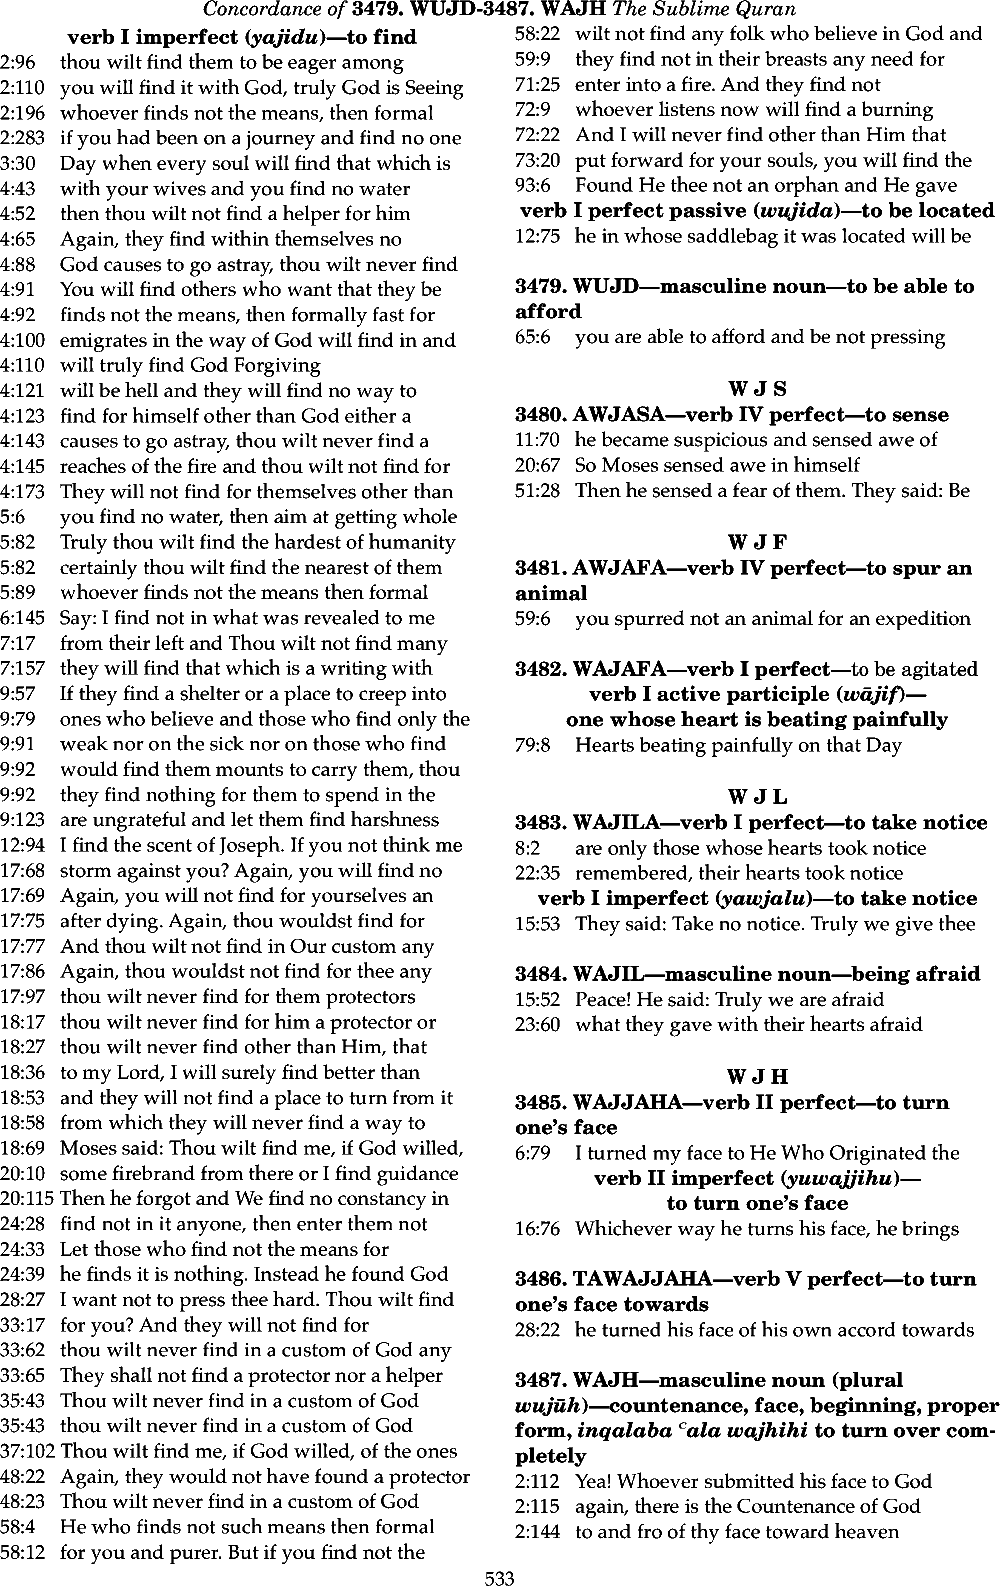 Concordance of 3479. WUJD-3487. WAJH The Sublime Quran
verb I imperfect (yajidu)—to find
2:96 thou wilt find them to be eager among
2:110 you will find it with God, truly God is Seeing
2:196 whoever finds not the means, then formal
2:283 if you had been on a journey and find no one
3:30 Day when every soul will find that which is
4:43 with your wives and you find no water
4:52 then thou wilt not find a helper for him
4:65 Again, they find within themselves no
4:88 God causes to go astray, thou wilt never find
4:91 You will find others who want that they be
4:92 finds not the means, then formally fast for
4:100 emigrates in the way of God will find in and
4:110 will truly find God Forgiving
4:121 will be hell and they will find no way to
4:123 find for himself other than God either a
4:143 causes to go astray, thou wilt never find a
4:145 reaches of the fire and thou wilt not find for
4:173 They will not find for themselves other than
5:6 you find no water, then aim at getting whole
5:82 Truly thou wilt find the hardest of humanity
5:82 certainly thou wilt find the nearest of them
5:89 whoever finds not the means then formal
6:145 Say: I find not in what was revealed to me
7:17 from their left and Thou wilt not find many
7:157 they will find that which is a writing with
9:57 If they find a shelter or a place to creep into
9:79 ones who believe and those who find only the
9:91 weak nor on the sick nor on those who find
9:92 would find them mounts to carry them, thou
9:92 they find nothing for them to spend in the
9:123 are ungrateful and let them find harshness
12:94 I find the scent of Joseph. If you not think me
17:68 storm against you? Again, you will find no
17:69 Again, you will not find for yourselves an
17:75 after dying. Again, thou wouldst find for
17:77 And thou wilt not find in Our custom any
17:86 Again, thou wouldst not find for thee any
17:97 thou wilt never find for them protectors
18:17 thou wilt never find for him a protector or
18:27 thou wilt never find other than Him, that
18:36 to my Lord, I will surely find better than
18:53 and they will not find a place to turn from it
18:58 from which they will never find a way to
18:69 Moses said: Thou wilt find me, if God willed,
20:10 some firebrand from there or I find guidance
20:115 Then he forgot and We find no constancy in
24:28 find not in it anyone, then enter them not
24:33 Let those who find not the means for
24:39 he finds it is nothing. Instead he found God
28:27 I want not to press thee hard. Thou wilt find
33:17 for you? And they will not find for
33:62 thou wilt never find in a custom of God any
33:65 They shall not find a protector nor a helper
35:43 Thou wilt never find in a custom of God
35:43 thou wilt never find in a custom of God
37:102 Thou wilt find me, if God willed, of the ones
48:22 Again, they would not have found a protector
48:23 Thou wilt never find in a custom of God
58:4 He who finds not such means then formal
58:12 for you and purer. But if you find not the
58:22 wilt not find any folk who believe in God and
59:9 they find not in their breasts any need for
71:25 enter into a fire. And they find not
72:9 whoever listens now will find a burning
72:22 And I will never find other than Him that
73:20 put forward for your souls, you will find the
93:6 Found He thee not an orphan and He gave
verb I perfect passive (wujida)—to be located
12:75 he in whose saddlebag it was located will be
3479. WUJD—masculine noun—to be able to
afford
65:6 you are able to afford and be not pressing
W J S
3480. AWJASA—verb IV perfect—to sense
11:70 he became suspicious and sensed awe of
20:67 So Moses sensed awe in himself
51:28 Then he sensed a fear of them. They said: Be
W J F
3481. AWJAFA—verb IV perfect—to spur an
animal
59:6 you spurred not an animal for an expedition
3482. WAJAFA—verb I perfect—to be agitated
verb I active participle (wājif)—
one whose heart is beating painfully
79:8 Hearts beating painfully on that Day
W J L
3483. WAJILA—verb I perfect—to take notice
8:2 are only those whose hearts took notice
22:35 remembered, their hearts took notice
verb I imperfect (yawjalu)—to take notice
15:53 They said: Take no notice. Truly we give thee
3484. WAJIL—masculine noun—being afraid
15:52 Peace! He said: Truly we are afraid
23:60 what they gave with their hearts afraid
W J H
3485. WAJJAHA—verb II perfect—to turn
one's face
6:79 I turned my face to He Who Originated the
verb II imperfect (yuwajjihu)—
to turn one's face
16:76 Whichever way he turns his face, he brings
3486. TAWAJJAHA—verb V perfect—to turn
one's face towards
28:22 he turned his face of his own accord towards
3487. WAJH—masculine noun (plural
wujūh)—countenance, face, beginning, proper
form, inqalaba ᶜala wajhihi to turn over com-
pletely
2:112 Yea! Whoever submitted his face to God
2:115 again, there is the Countenance of God
2:144 to and fro of thy face toward heaven
533